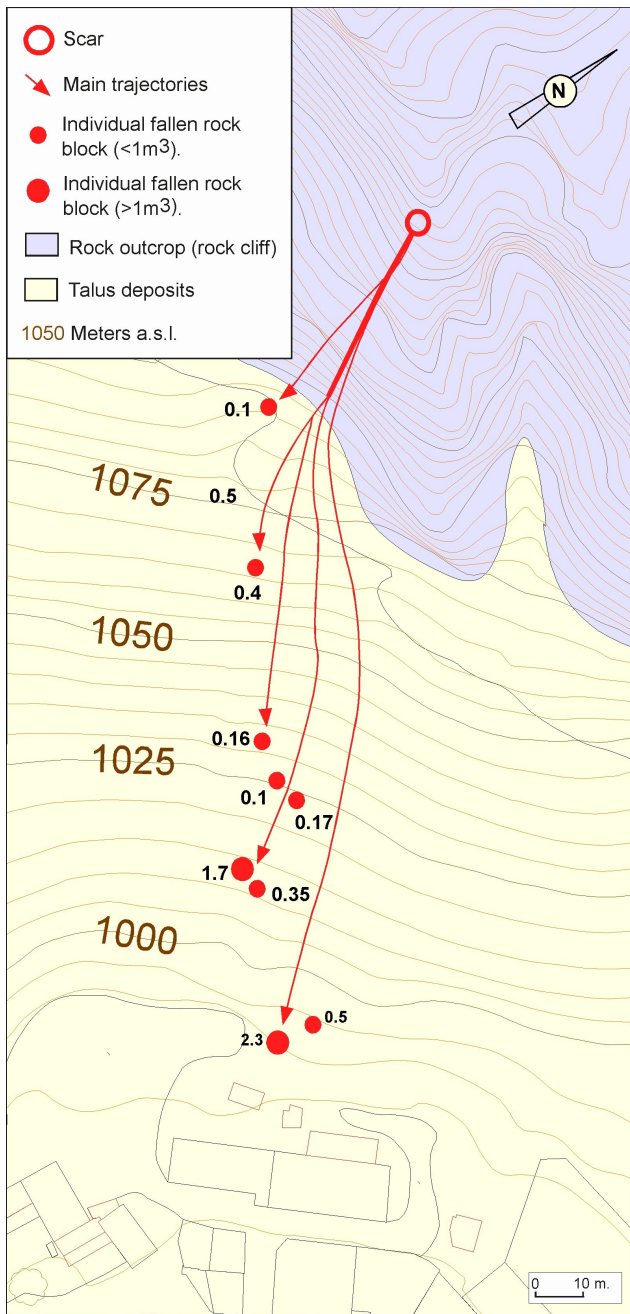 Scar
Main trajectories
Individual fallen rock
block (<1m3).
Individual fallen rock
block (>1m3).
Rock outcrop (rock cliff)
Talus deposits
1050 Meters a.s.l.
N
0.1
1075
0.5
0.4
1050
0.16
1025
0.1
0.17
1.7
0.35
1000
0.5
2.3
0 10 m.